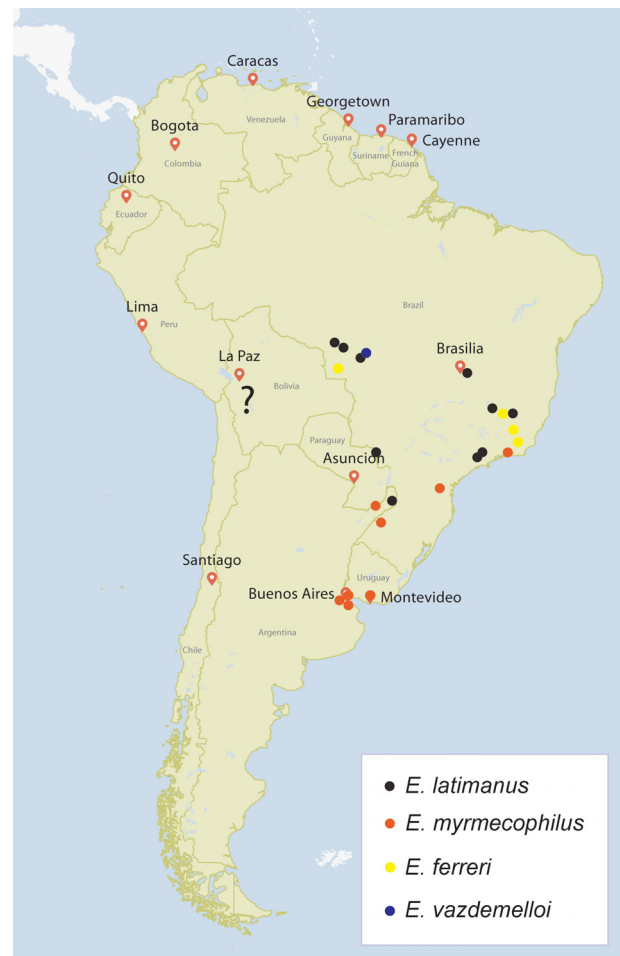 Caracas
Georgetown
Venezuela
Paramaribo
Bogota
Guyana
Cayenne
Suriname
French
Guiana
Colombia
Quito
Ecuador
Brazil
Lima
Peru
Brasilia
La Paz
Bolivia
?
Paraguay
Asuncion
Santiago
Uruguay
Buenos Aires
Montevideo
Argentina
Chile
E. latimanus
E. myrmecophilus
E. ferreri
E. vazdemelloi